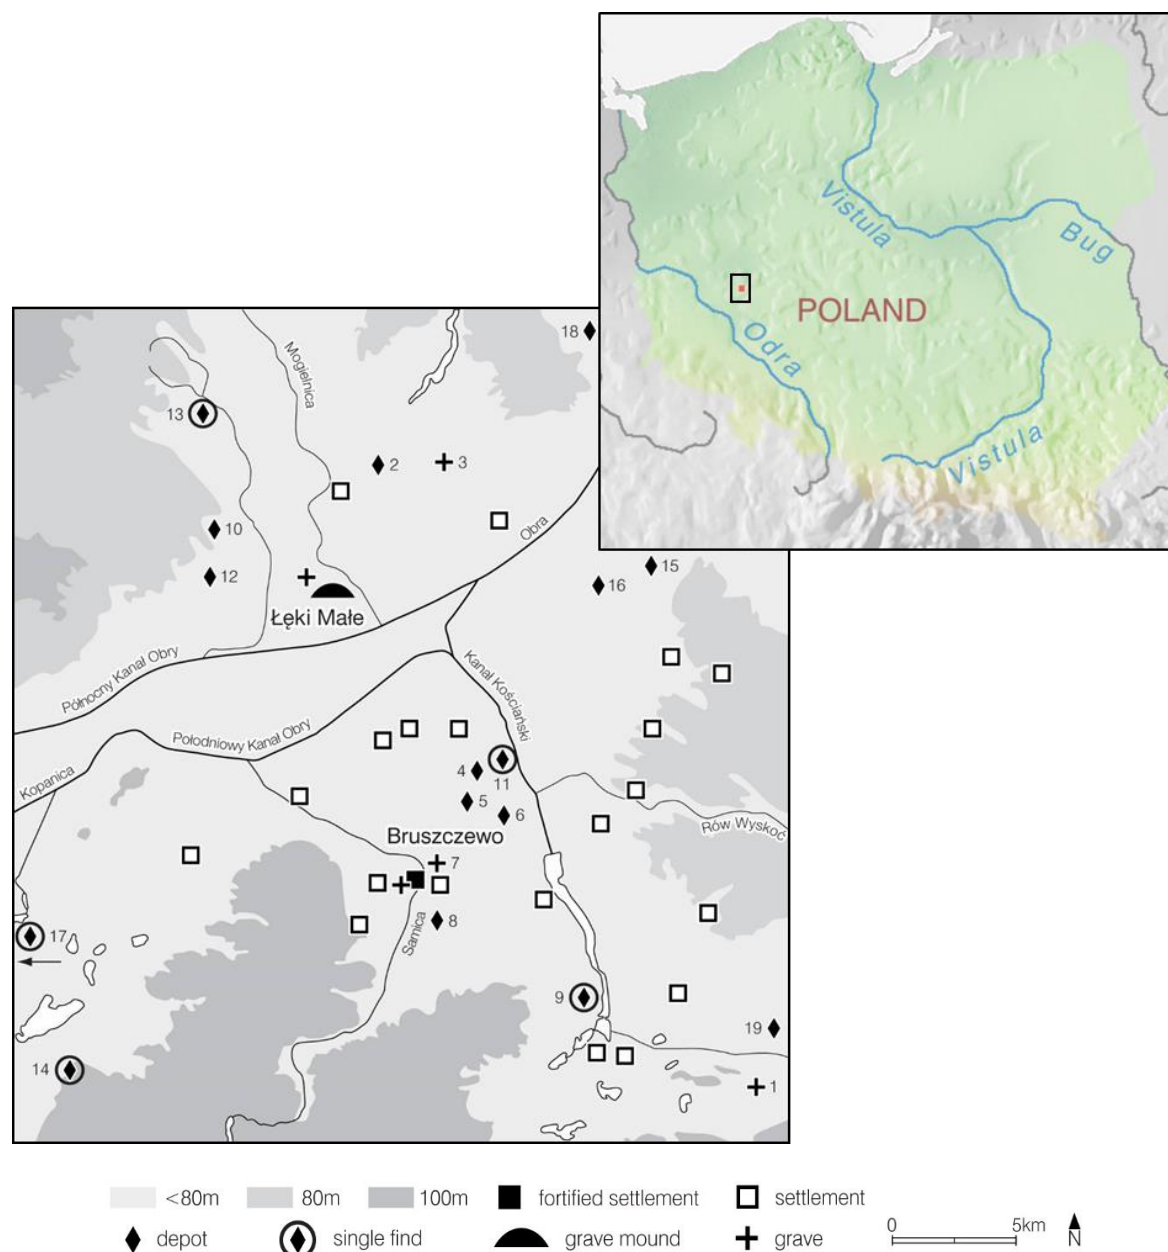 Vistula
Bug
POLAND
Odra
Vistula
18
Mogielnica
13
2
3
10
Obra
12
15
16
Łęki Małe
Północny Kanał Obry
Kanał Kościański
Południowy Kanał Obry
Kopanica
4
11
5
6
Rów Wyskoć
Bruszczewo
7
8
Samica
17
9
19
14
1
<80m 80m 100m fortified settlement settlement
depot single find grave mound grave
0 5km
N